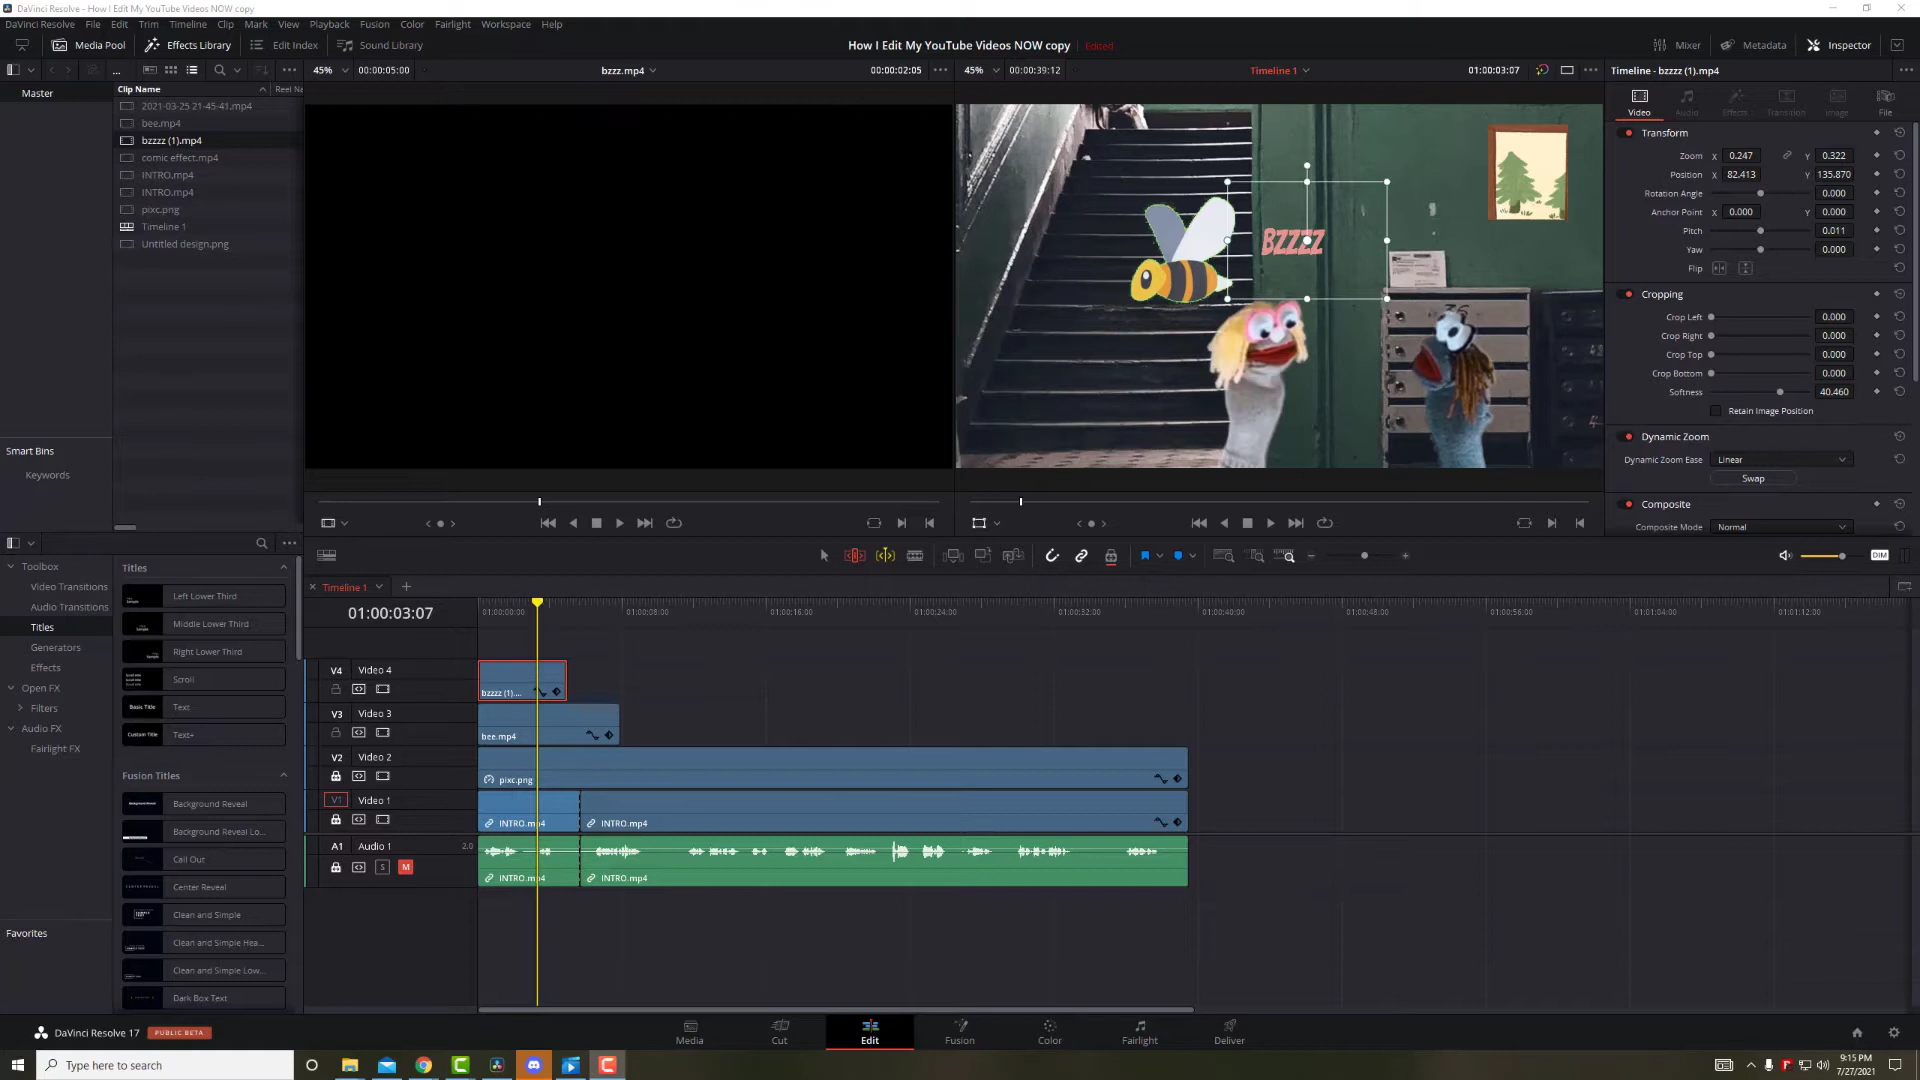 DaVinci Resolve - How I Edit My YouTube Videos NOW copy
DaVinci Resolve File Edit Trim Timeline Clip Mark View Playback Fusion Color Fairlight Workspace Help
Media Pool Effects Library Edit Index Sound Library How I Edit My YouTube Videos NOW copy Edited Mixer Metadata Inspector
... 45% 00:00:05:00 bzzz.mp4 00:00:02:05 45% 00:00:39:12 Timeline 1 01:00:03:07 Timeline - bzzzz (1).mp4
Master
Clip Name Reel Na
2021-03-25 21-45-41.mp4
bee.mp4
bzzzz (1).mp4
comic effect.mp4
INTRO.mp4
INTRO.mp4
pixc.png
Timeline 1
Untitled design.png
Smart Bins
Keywords
BZZZZ
36
Video Audio Effects Transition Image File
Transform
Zoom X 0.247 Y 0.322
Position X 82.413 Y 135.870
Rotation Angle 0.000
Anchor Point X 0.000 Y 0.000
Pitch 0.011
Yaw 0.000
Flip
Cropping
Crop Left 0.000
Crop Right 0.000
Crop Top 0.000
Crop Bottom 0.000
Softness 40.460
Retain Image Position
Dynamic Zoom
Dynamic Zoom Ease Linear
Swap
Composite
Composite Mode Normal
DIM
Toolbox
Video Transitions
Audio Transitions
Titles
Generators
Effects
Open FX
Filters
Audio FX
Fairlight FX
Favorites
Titles
Left Lower Third
Middle Lower Third
Right Lower Third
Scroll
Basic Title Text
Custom Title Text+
Fusion Titles
Background Reveal
Background Reveal Lo...
Call Out
Center Reveal
Clean and Simple
Clean and Simple Hea...
Clean and Simple Low...
Dark Box Text
Timeline 1
01:00:03:07 01:00:00:00 01:00:08:00 01:00:16:00 01:00:24:00 01:00:32:00 01:00:40:00 01:00:48:00 01:00:56:00 01:01:04:00 01:01:12:00
V4 Video 4
bzzzz (1)....
V3 Video 3
bee.mp4
V2 Video 2
pixc.png
V1 Video 1
INTRO.mp4 INTRO.mp4
A1 Audio 1 2.0
S M
INTRO.mp4 INTRO.mp4
DaVinci Resolve 17 PUBLIC BETA
Media Cut Edit Fusion Color Fairlight Deliver
Type here to search
9:15 PM
7/27/2021